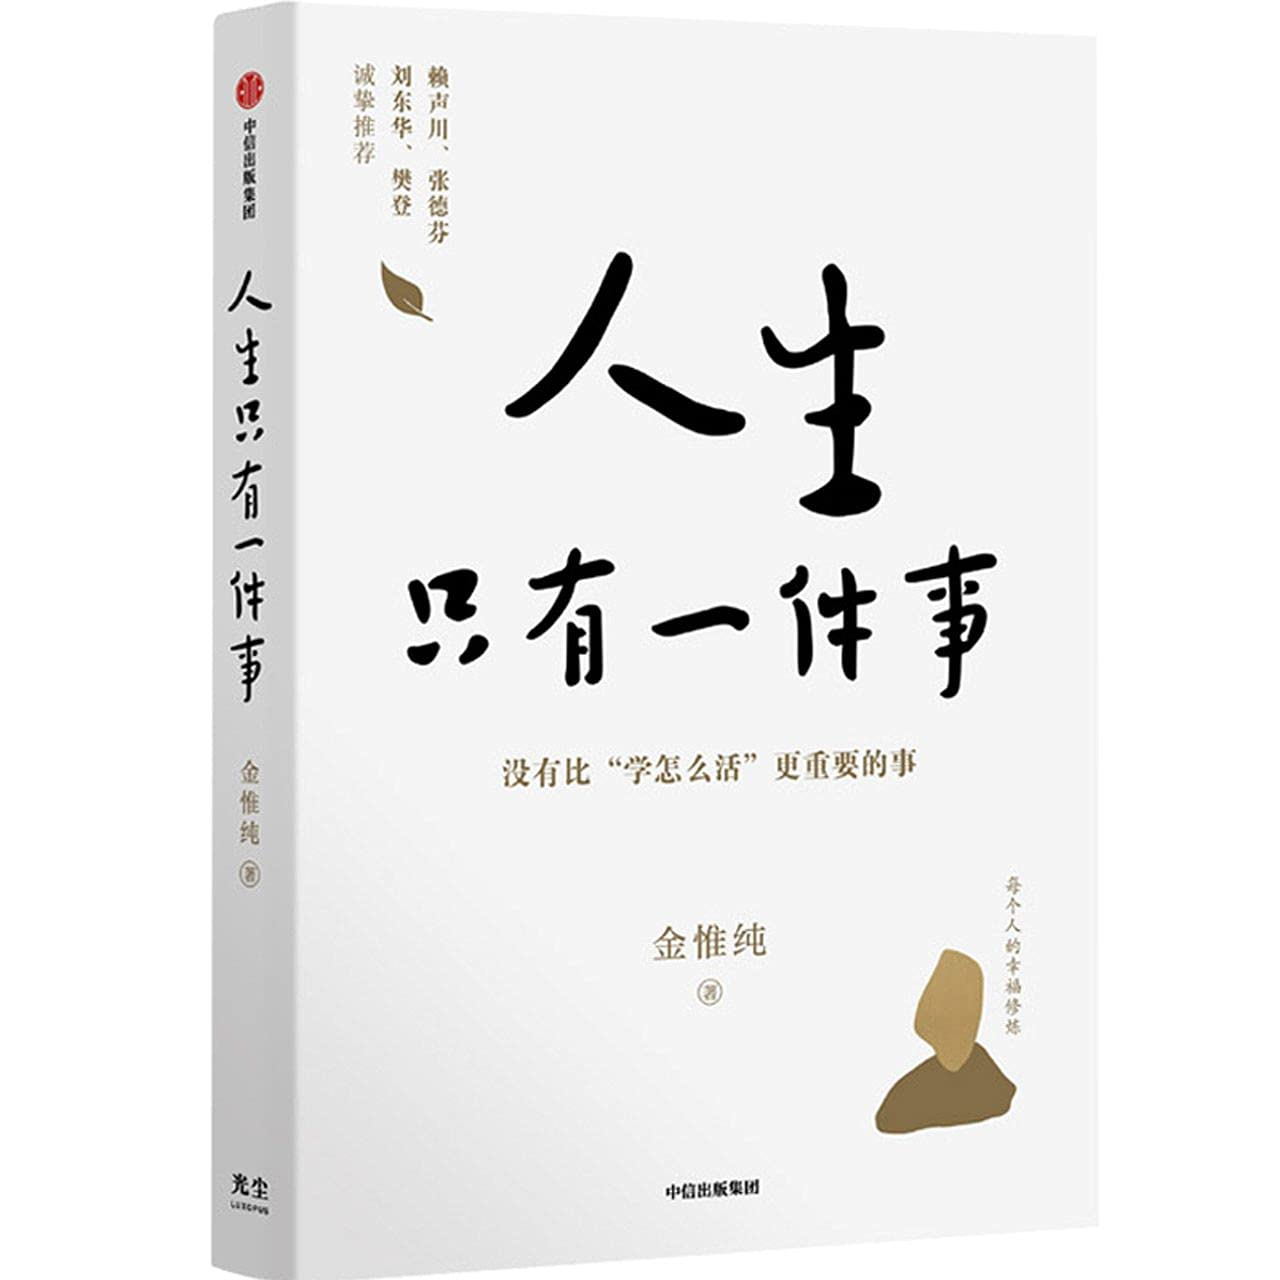 中信出版集团
人生只有一件事
金惟纯
著
光尘
LUXOPUS
赖声川、张德芬
刘东华、樊登
诚挚推荐
人生
只有一件事
没有比“学怎么活”更重要的事
金惟纯
著
每个人的幸福修炼
中信出版集团